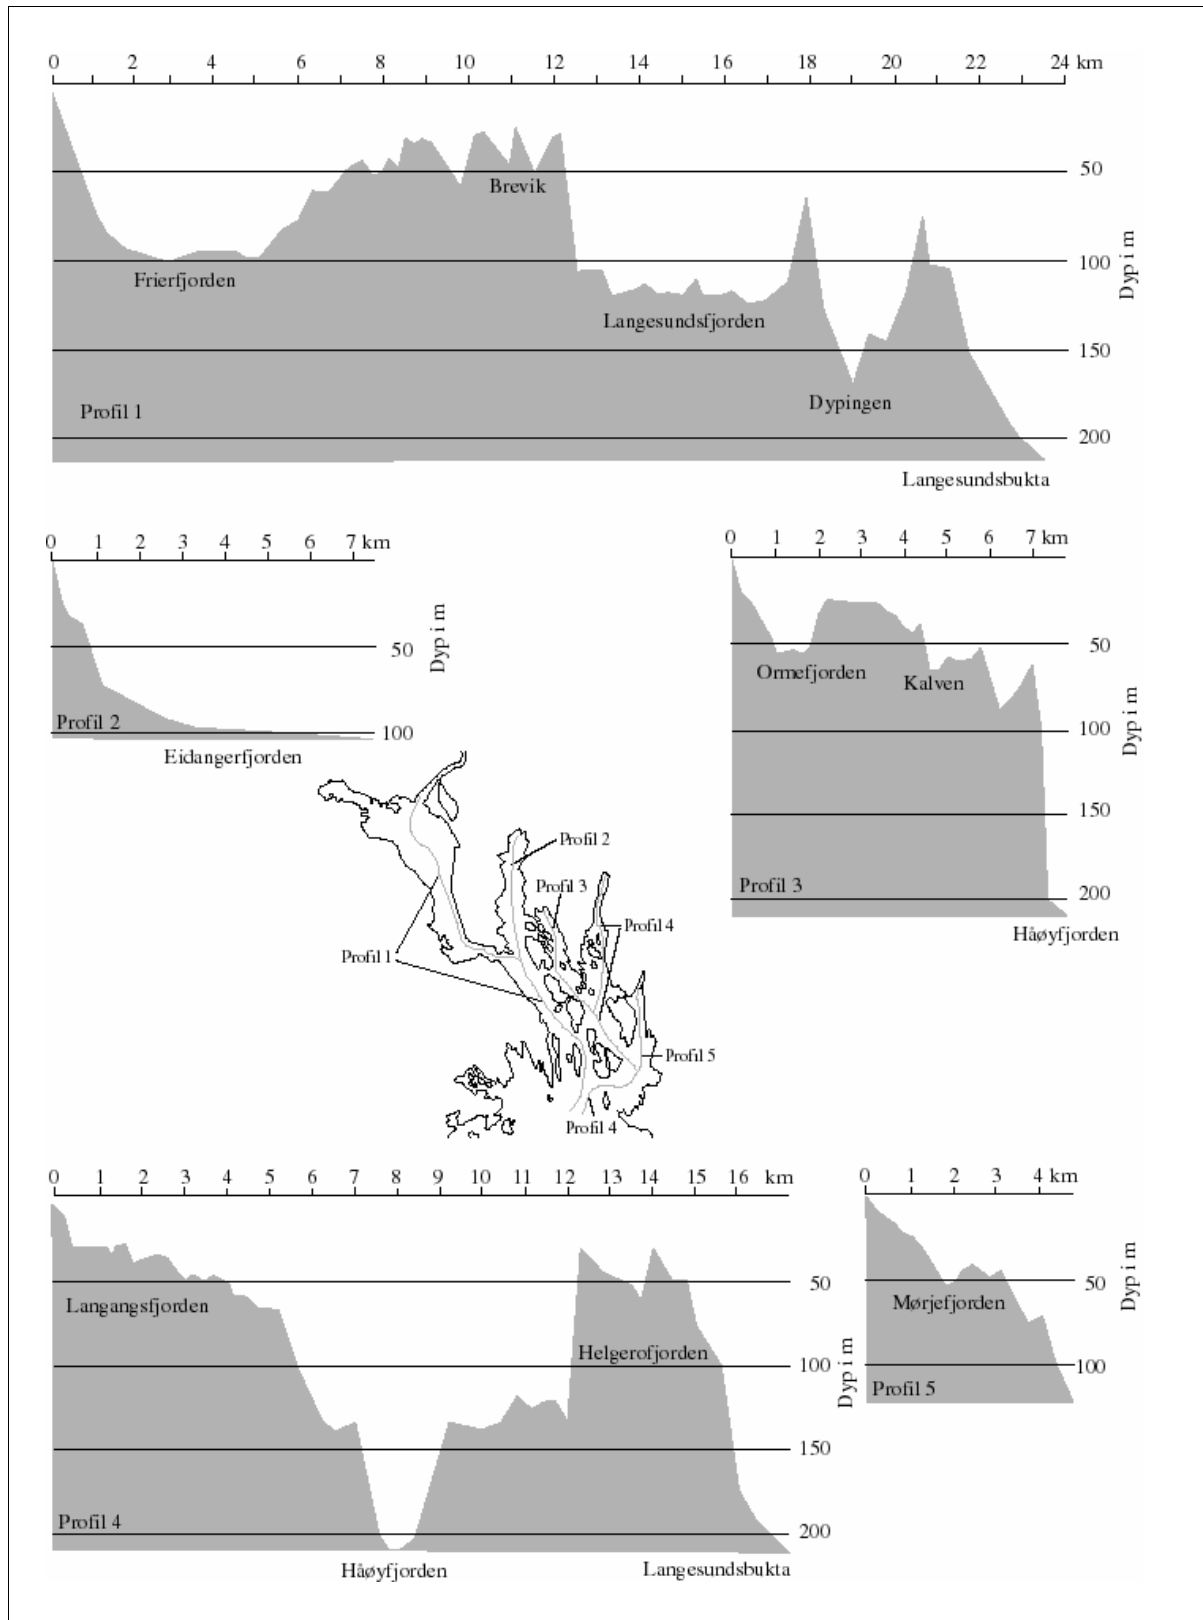 0 2 4 6 8 10 12 14 16 18 20 22 24 km
50
Brevik
100
Frierfjorden
Dyp i m
Langesundsfjorden
150
Dypingen
Profil 1
200
Langesundsbukta
0 1 2 3 4 5 6 7 km
50
Dyp i m
Profil 2
100
Eidangerfjorden
0 1 2 3 4 5 6 7 km
50
Ormefjorden
Kalven
100
Dyp i m
150
Profil 3
200
Håøyfjorden
Profil 2
Profil 3
Profil 4
Profil 1
Profil 5
Profil 4
0 1 2 3 4 5 6 7 8 9 10 11 12 13 14 15 16 km
50
Langangsfjorden
Helgerofjorden
100
Dyp i m
150
Profil 4
200
Håøyfjorden
Langesundsbukta
0 1 2 3 4 km
50
Dyp i m
Mørjefjorden
100
Profil 5